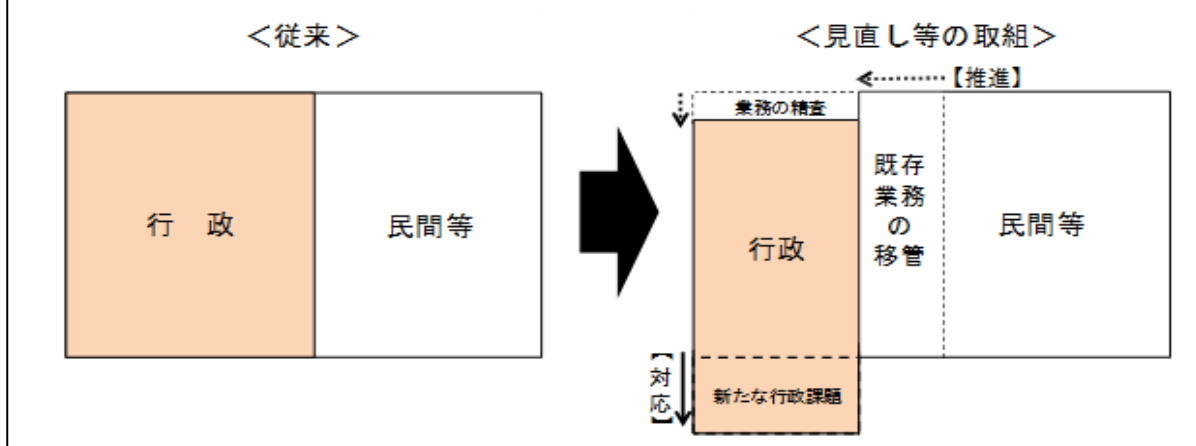 ＜従来＞
＜見直し等の取組＞
【推進】
業務の精査
行　政
民間等
行政
既存
業務
の
移管
民間等
【対応】
新たな行政課題